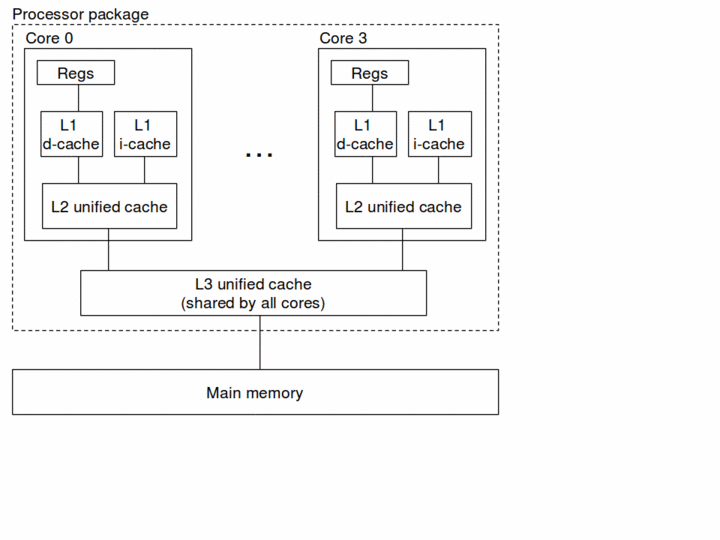 Processor package
Core 0
Core 3
Regs
Regs
L1
d-cache
L1
i-cache
...
L1
d-cache
L1
i-cache
L2 unified cache
L2 unified cache
L3 unified cache
(shared by all cores)
Main memory